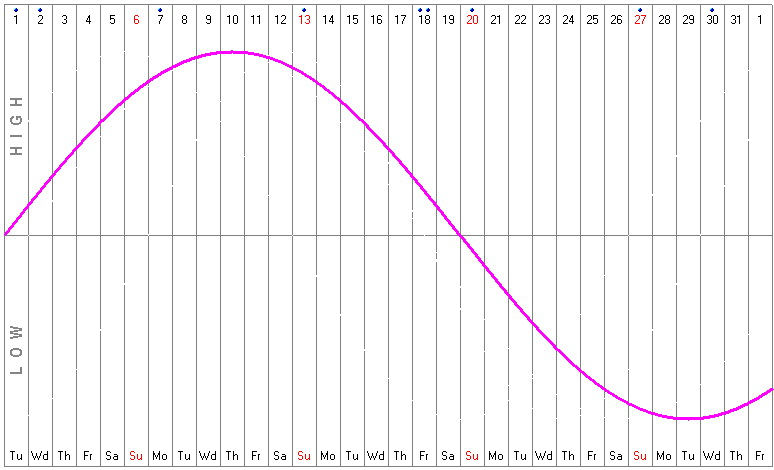 1 2 3 4 5 6 7 8 9 10 11 12 13 14 15 16 17 18 19 20 21 22 23 24 25 26 27 28 29 30 31 1
HIGH
LOW
Tu Wd Th Fr Sa Su Mo Tu Wd Th Fr Sa Su Mo Tu Wd Th Fr Sa Su Mo Tu Wd Th Fr Sa Su Mo Tu Wd Th Fr